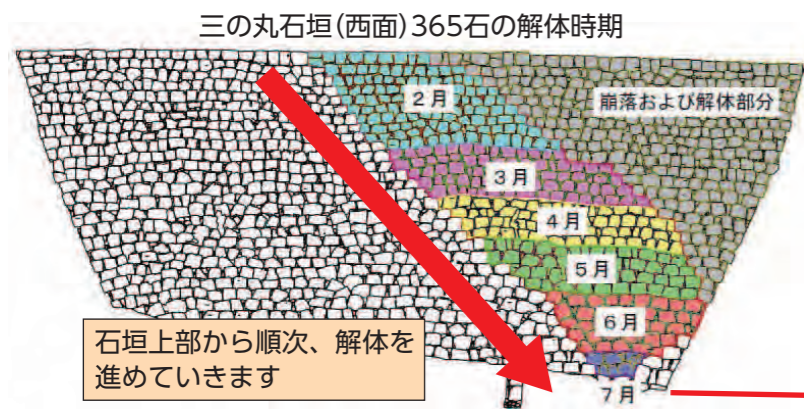 三の丸石垣(西面)365石の解体時期
2月
崩落および解体部分
3月
4月
5月
6月
石垣上部から順次、解体を
進めていきます
7月